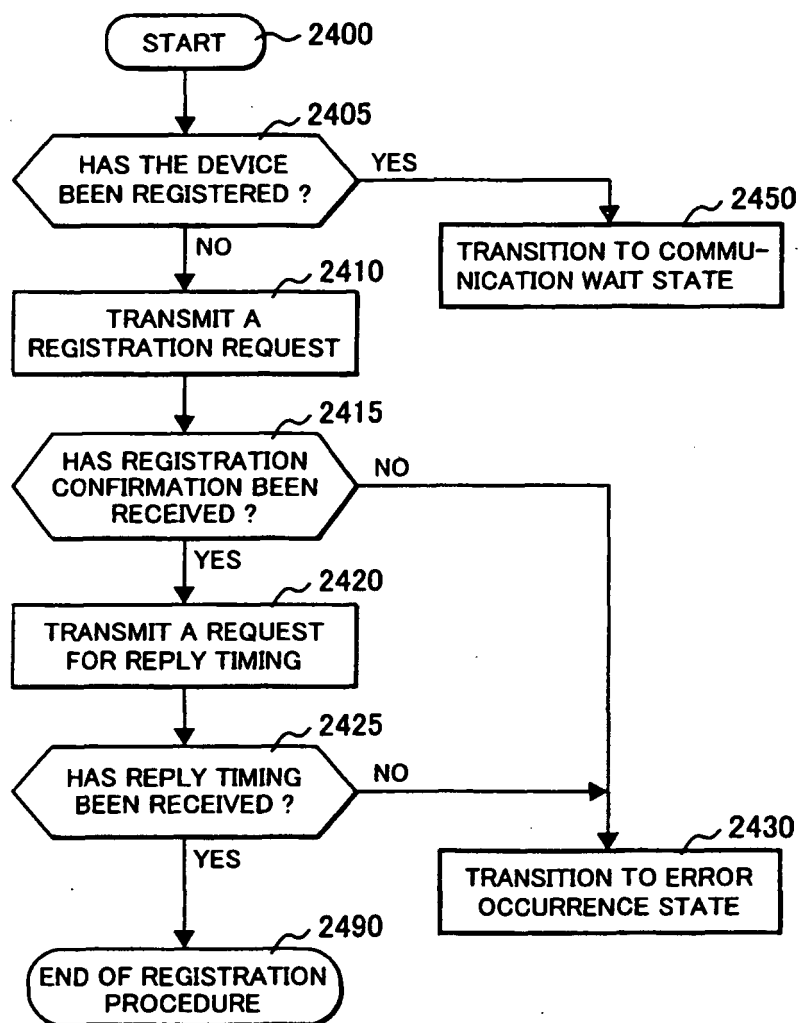 START
2400
2405
HAS THE DEVICE
BEEN REGISTERED ?
YES
NO
2450
TRANSITION TO COMMU-
NICATION WAIT STATE
2410
TRANSMIT A
REGISTRATION REQUEST
2415
HAS REGISTRATION
CONFIRMATION BEEN
RECEIVED ?
NO
YES
2420
TRANSMIT A REQUEST
FOR REPLY TIMING
2425
HAS REPLY TIMING
BEEN RECEIVED ?
NO
YES
2430
TRANSITION TO ERROR
OCCURRENCE STATE
2490
END OF REGISTRATION
PROCEDURE